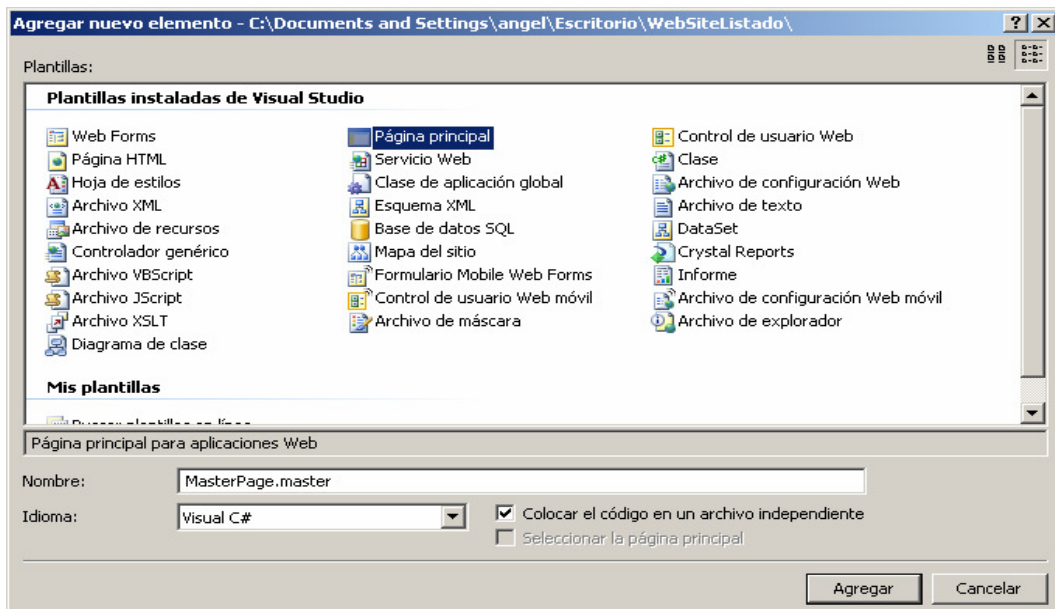 Agregar nuevo elemento - C:\Documents and Settings\angel\Escritorio\WebSiteListado\
Plantillas:
Plantillas instaladas de Visual Studio
Web Forms
Página HTML
Hoja de estilos
Archivo XML
Archivo de recursos
Controlador genérico
Archivo VBScript
Archivo JScript
Archivo XSLT
Diagrama de clase
Página principal
Servicio Web
Clase de aplicación global
Esquema XML
Base de datos SQL
Mapa del sitio
Formulario Mobile Web Forms
Control de usuario Web móvil
Archivo de máscara
Control de usuario Web
Clase
Archivo de configuración Web
Archivo de texto
DataSet
Crystal Reports
Informe
Archivo de configuración Web móvil
Archivo de explorador
Mis plantillas
Página principal para aplicaciones Web
Nombre:
MasterPage.master
Idioma:
Visual C#
Colocar el código en un archivo independiente
Seleccionar la página principal
Agregar
Cancelar